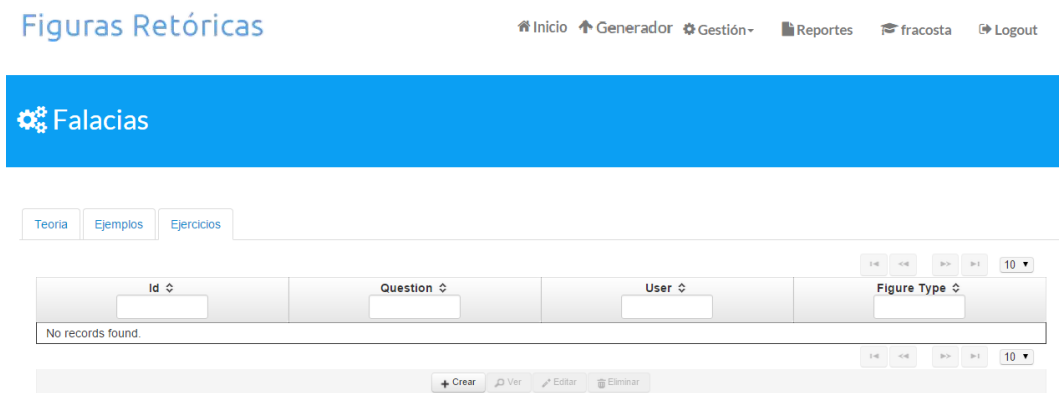 Figuras Retóricas
Inicio Generador Gestión Reportes fracosta Logout
Falacias
Teoria Ejemplos Ejercicios
10
Id Question User Figure Type
No records found.
10
Crear Ver Editar Eliminar